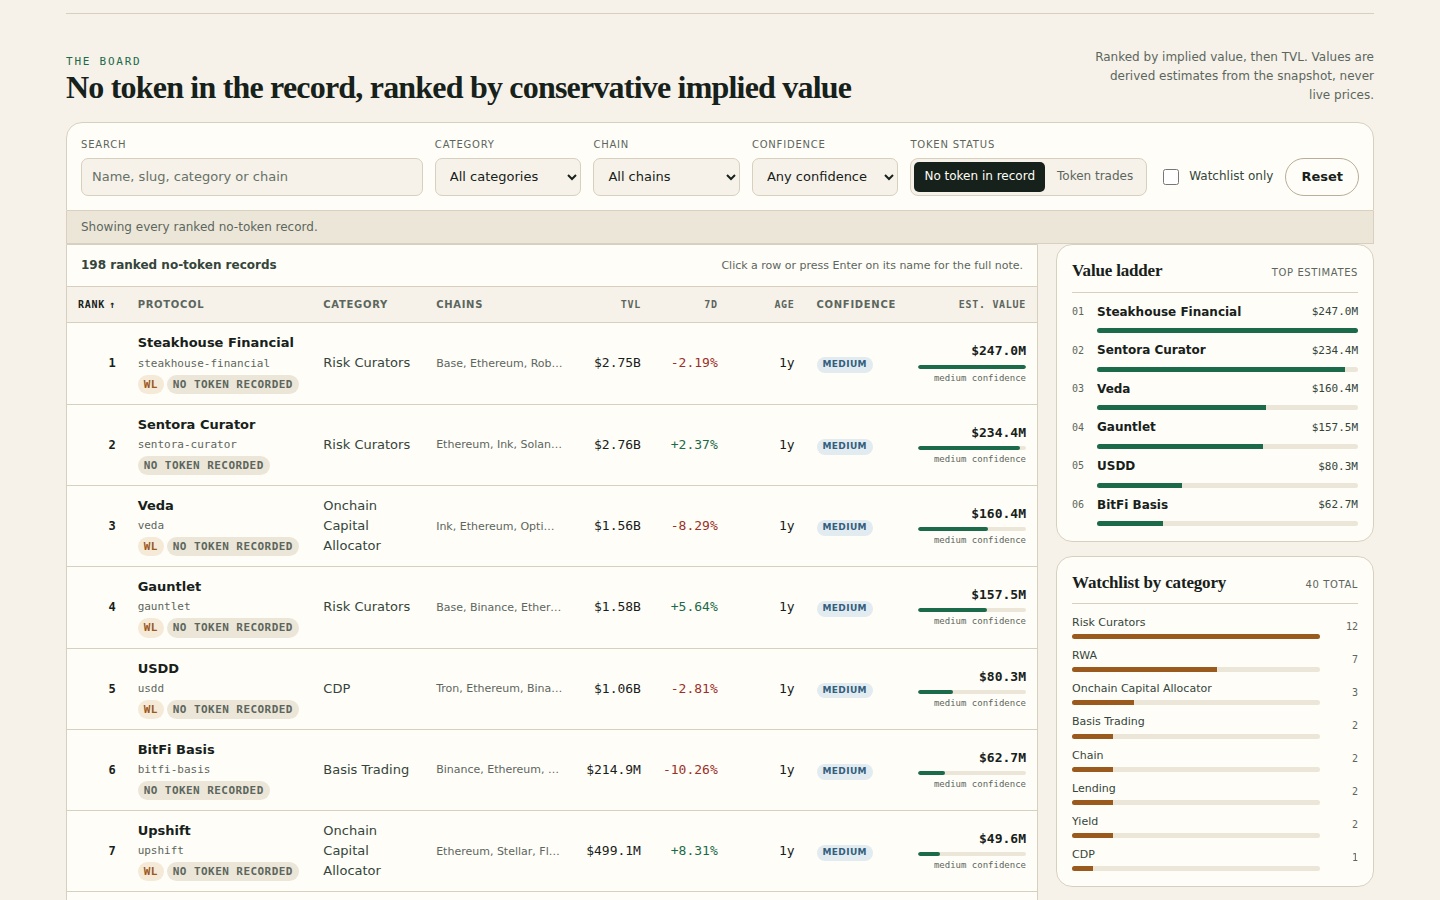 THE BOARD
No token in the record, ranked by conservative implied value
Ranked by implied value, then TVL. Values are
derived estimates from the snapshot, never
live prices.
SEARCH
CATEGORY
CHAIN
CONFIDENCE
TOKEN STATUS
Name, slug, category or chain
All categories
All chains
Any confidence
No token in record
Token trades
Watchlist only
Reset
Showing every ranked no-token record.
198 ranked no-token records
Click a row or press Enter on its name for the full note.
RANK ↑ PROTOCOL CATEGORY CHAINS TVL 7D AGE CONFIDENCE EST. VALUE
Steakhouse Financial
steakhouse-financial
WL NO TOKEN RECORDED
1 Risk Curators Base, Ethereum, Rob… $2.75B -2.19% 1y MEDIUM
$247.0M
medium confidence
Sentora Curator
sentora-curator
NO TOKEN RECORDED
2 Risk Curators Ethereum, Ink, Solan… $2.76B +2.37% 1y MEDIUM
$234.4M
medium confidence
Veda
veda
WL NO TOKEN RECORDED
3 Onchain
Capital
Allocator
Ink, Ethereum, Opti… $1.56B -8.29% 1y MEDIUM
$160.4M
medium confidence
Gauntlet
gauntlet
WL NO TOKEN RECORDED
4 Risk Curators Base, Binance, Ether… $1.58B +5.64% 1y MEDIUM
$157.5M
medium confidence
USDD
usdd
WL NO TOKEN RECORDED
5 CDP Tron, Ethereum, Bina… $1.06B -2.81% 1y MEDIUM
$80.3M
medium confidence
BitFi Basis
bitfi-basis
NO TOKEN RECORDED
6 Basis Trading Binance, Ethereum, … $214.9M -10.26% 1y MEDIUM
$62.7M
medium confidence
Upshift
upshift
WL NO TOKEN RECORDED
7 Onchain
Capital
Allocator
Ethereum, Stellar, Fl… $499.1M +8.31% 1y MEDIUM
$49.6M
medium confidence
Value ladder TOP ESTIMATES
01 Steakhouse Financial $247.0M
02 Sentora Curator $234.4M
03 Veda $160.4M
04 Gauntlet $157.5M
05 USDD $80.3M
06 BitFi Basis $62.7M
Watchlist by category 40 TOTAL
Risk Curators 12
RWA 7
Onchain Capital Allocator 3
Basis Trading 2
Chain 2
Lending 2
Yield 2
CDP 1